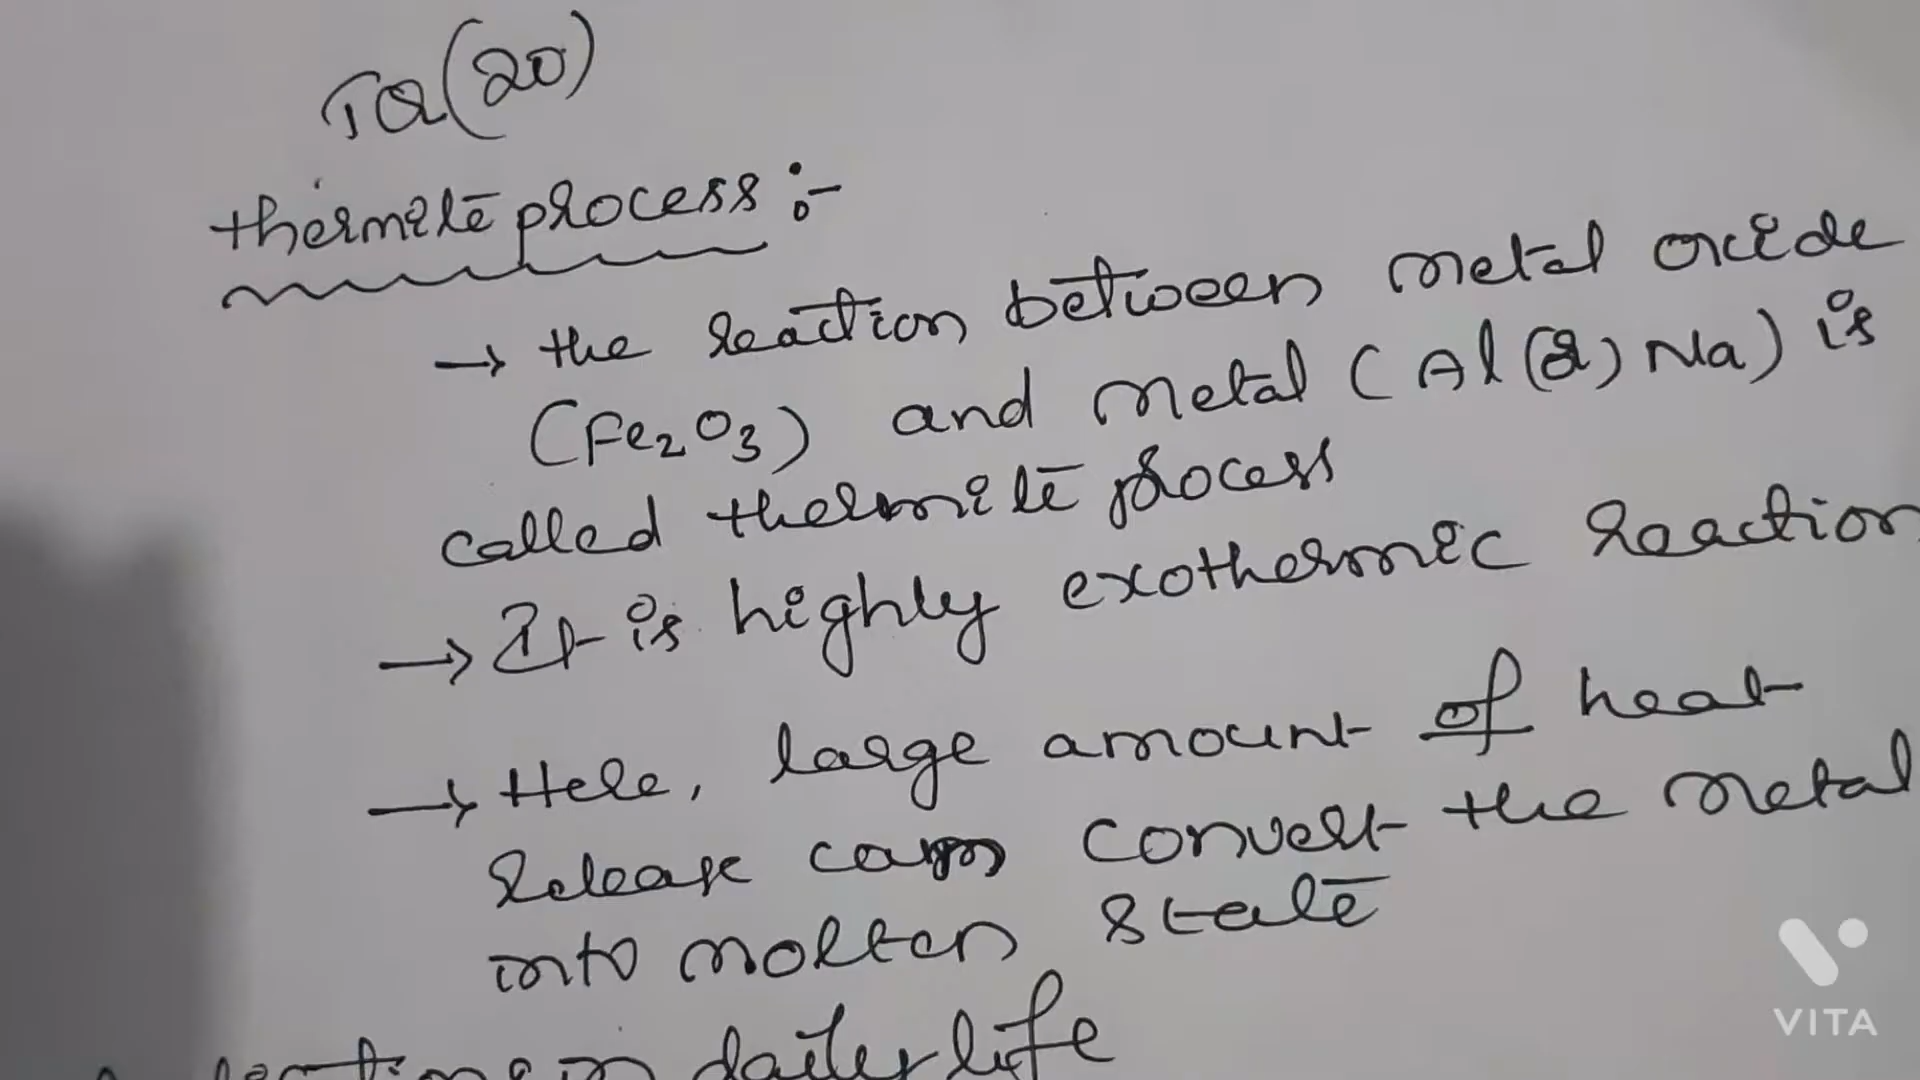 TQ(20)
thermite process :-
→ the reaction between metal oxide
(Fe₂O₃) and metal (Al (or) Na) is
called thermite process
→ It is highly exothermic reaction
→ Here, large amount of heat
release can convert the metal
into molten state
in daily life
VITA